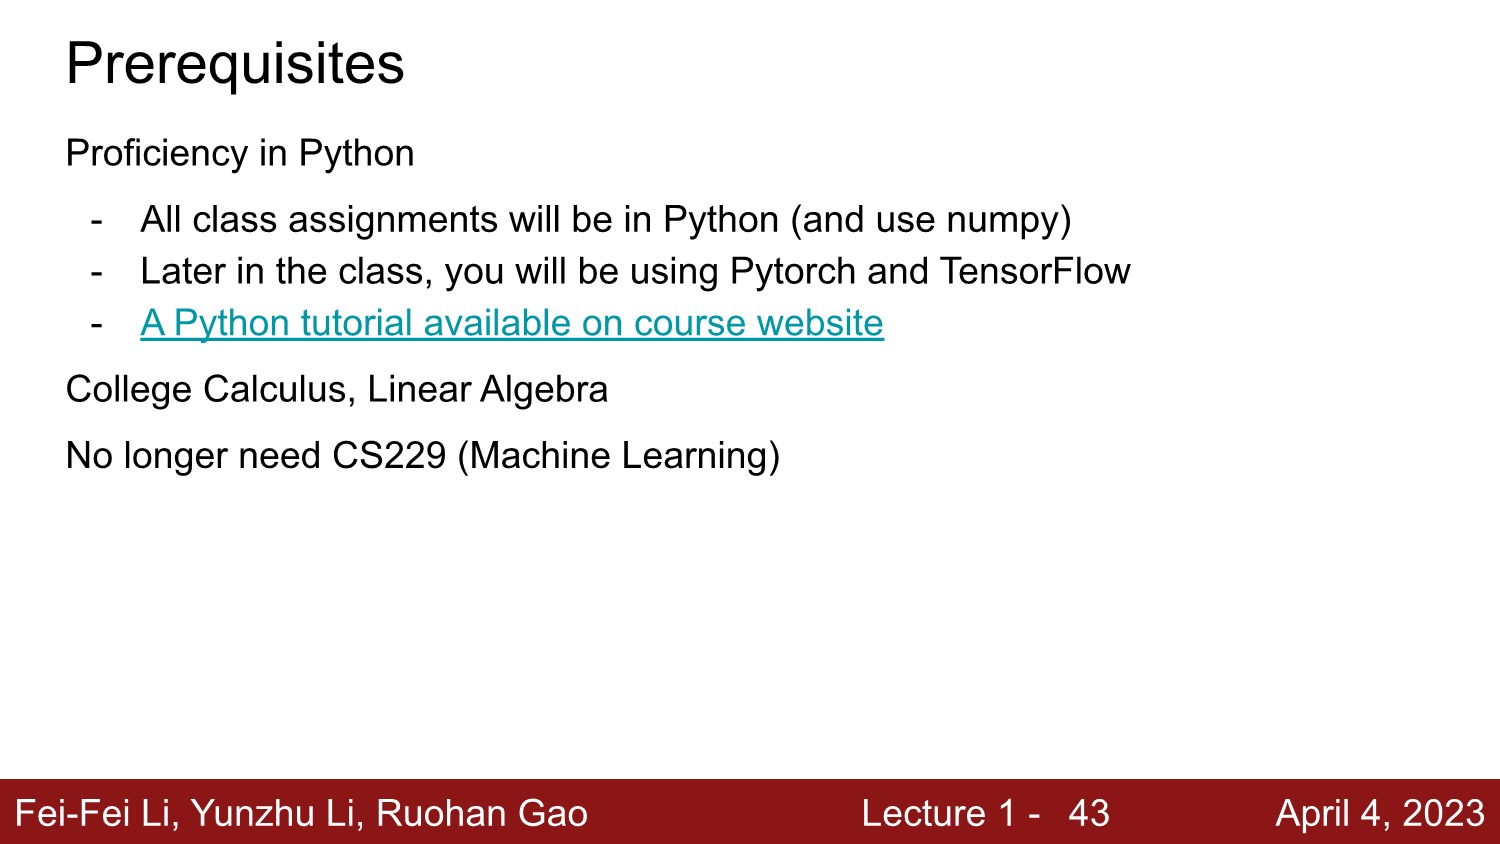 Prerequisites
Proficiency in Python
- All class assignments will be in Python (and use numpy)
- Later in the class, you will be using Pytorch and TensorFlow
- A Python tutorial available on course website
College Calculus, Linear Algebra
No longer need CS229 (Machine Learning)
Fei-Fei Li, Yunzhu Li, Ruohan Gao Lecture 1 - 43 April 4, 2023